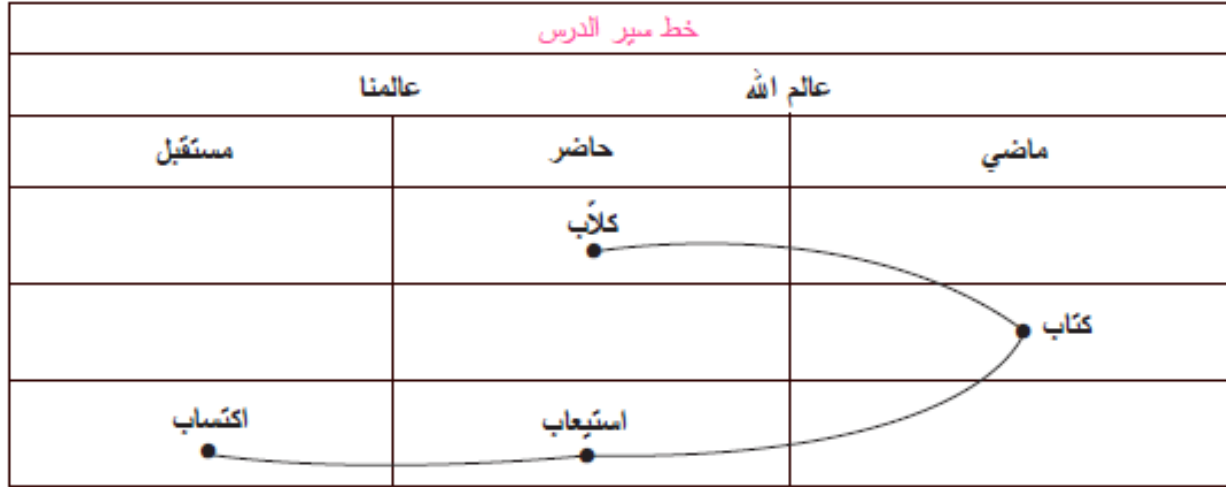 خط سير الدرس
عالم الله عالمنا
ماضي حاضر مستقبل
كلاّب
كتاب
استيعاب اكتساب